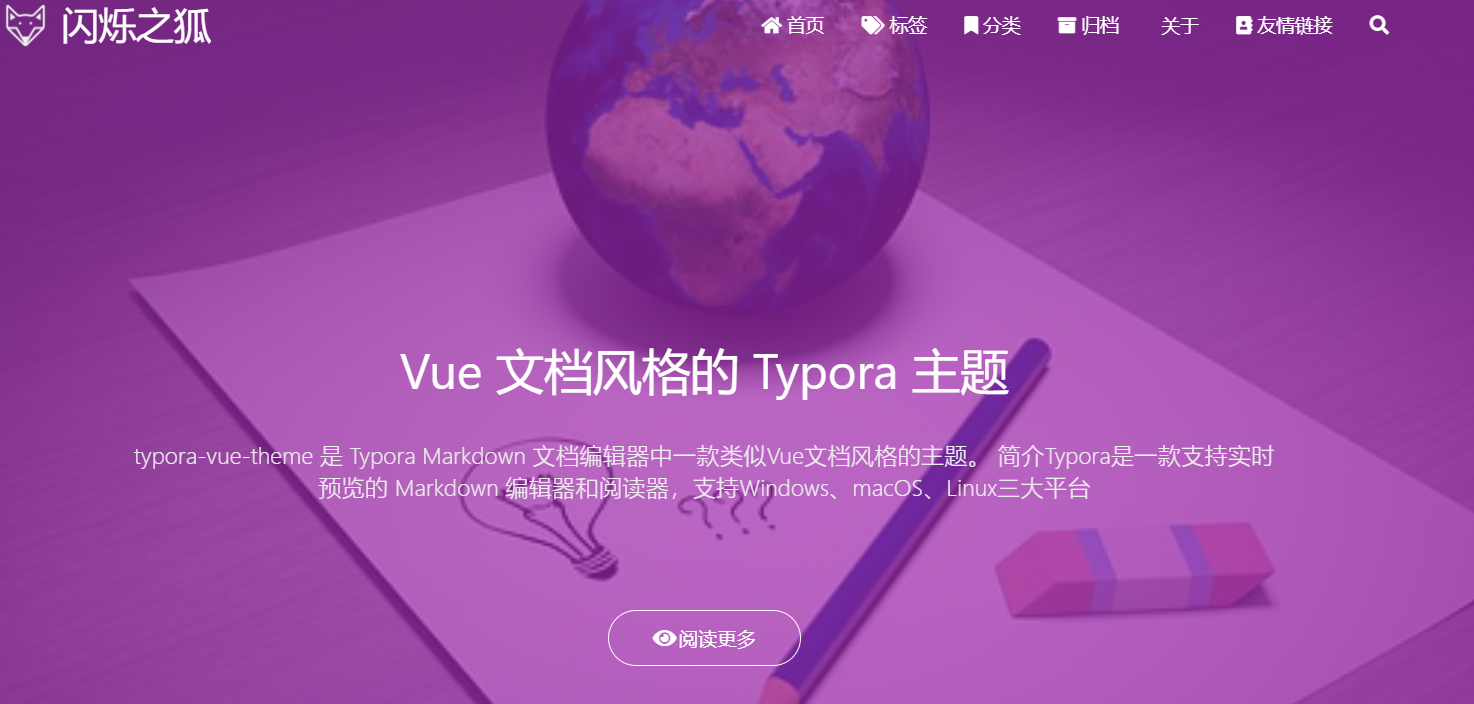 闪烁之狐
首页 标签 分类 归档 关于 友情链接
Vue 文档风格的 Typora 主题
typora-vue-theme 是 Typora Markdown 文档编辑器中一款类似Vue文档风格的主题。 简介Typora是一款支持实时
预览的 Markdown 编辑器和阅读器，支持Windows、macOS、Linux三大平台
? ? ?
阅读更多